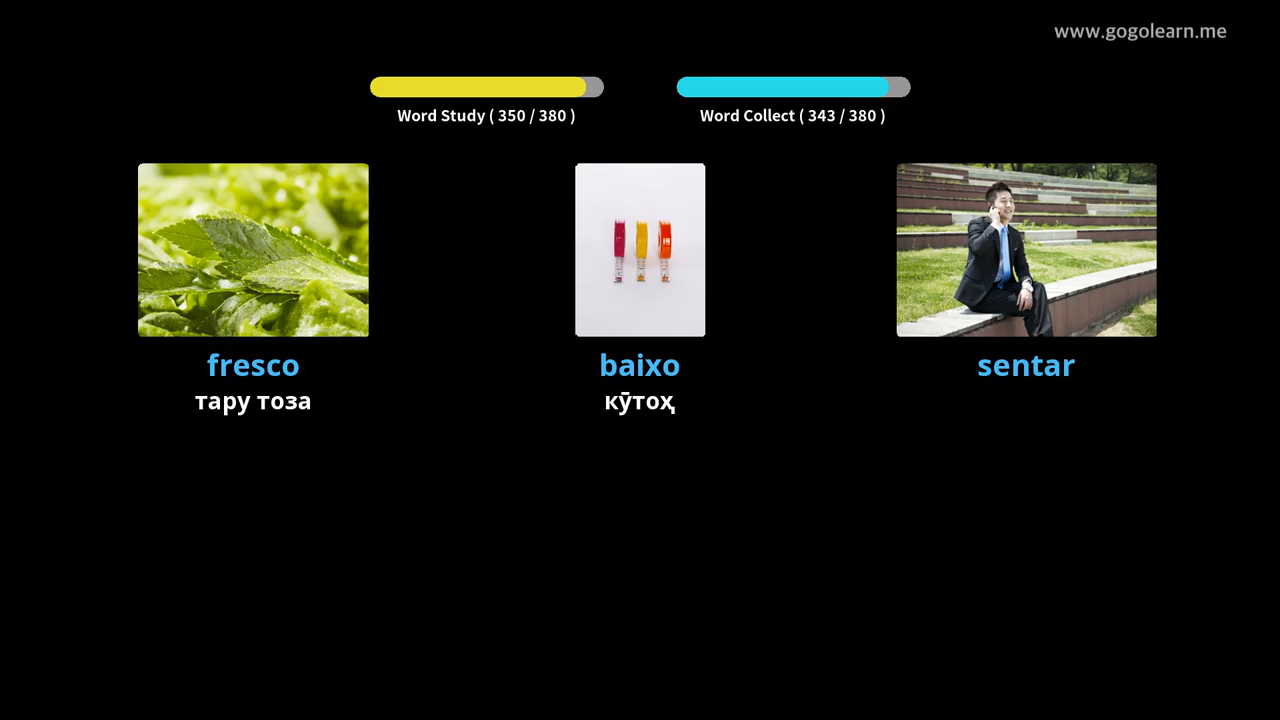 www.gogolearn.me
Word Study ( 350 / 380 )
Word Collect ( 343 / 380 )
fresco
baixo
sentar
тару тоза
кӯтоҳ